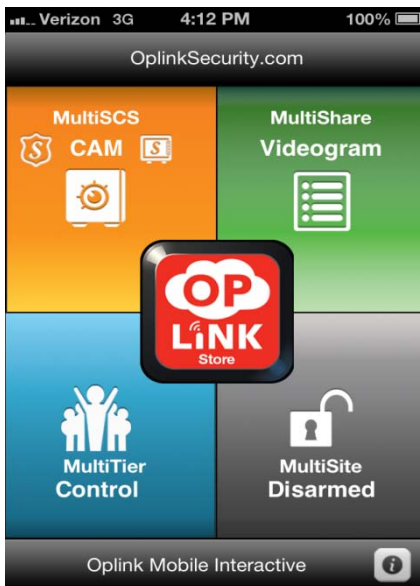 Verizon 3G 4:12 PM 100%
OplinkSecurity.com
MultiSCS
S CAM S
MultiShare
Videogram
OP
LiNK
Store
MultiTier
Control
MultiSite
Disarmed
Oplink Mobile Interactive
i